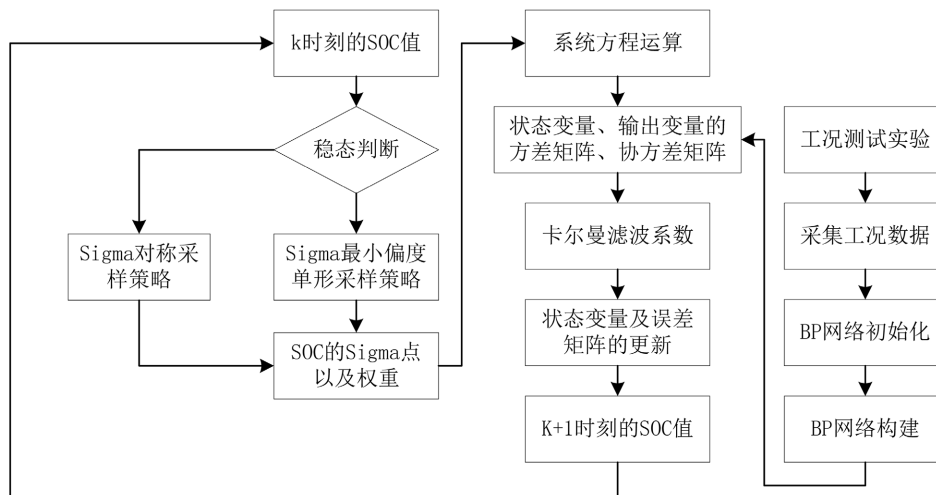 k时刻的SOC值
稳态判断
Sigma对称采
样策略
Sigma最小偏度
单形采样策略
SOC的Sigma点
以及权重
系统方程运算
状态变量、输出变量的
方差矩阵、协方差矩阵
卡尔曼滤波系数
状态变量及误差
矩阵的更新
K+1时刻的SOC值
工况测试实验
采集工况数据
BP网络初始化
BP网络构建